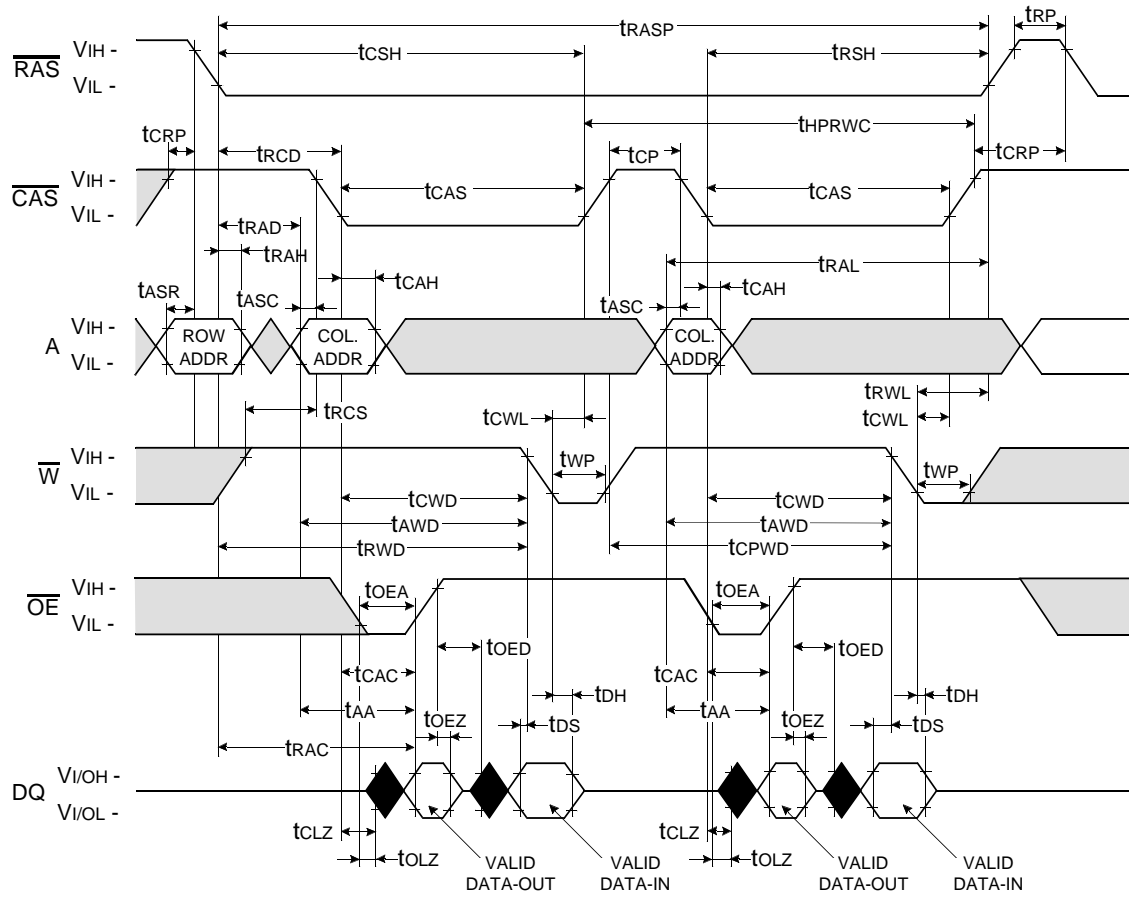 tRASP
tRP
tCSH
tRSH
RAS
VIH -
VIL -
tHPRWC
tCRP
tRCD
tCP
tCRP
CAS
VIH -
VIL -
tCAS
tCAS
tRAD
tRAH
tRAL
tASR
tASC
tCAH
tASC
tCAH
A
VIH -
VIL -
ROW
ADDR
COL.
ADDR
COL.
ADDR
tRCS
tCWL
tRWL
tCWL
W
VIH -
VIL -
tWP
tWP
tCWD
tCWD
tAWD
tAWD
tRWD
tCPWD
OE
VIH -
VIL -
tOEA
tOEA
tOED
tOED
tCAC
tCAC
tDH
tDH
tAA
tOEZ
tDS
tAA
tOEZ
tDS
tRAC
DQ
VI/OH -
VI/OL -
tCLZ
tCLZ
tOLZ
tOLZ
VALID
DATA-OUT
VALID
DATA-IN
VALID
DATA-OUT
VALID
DATA-IN